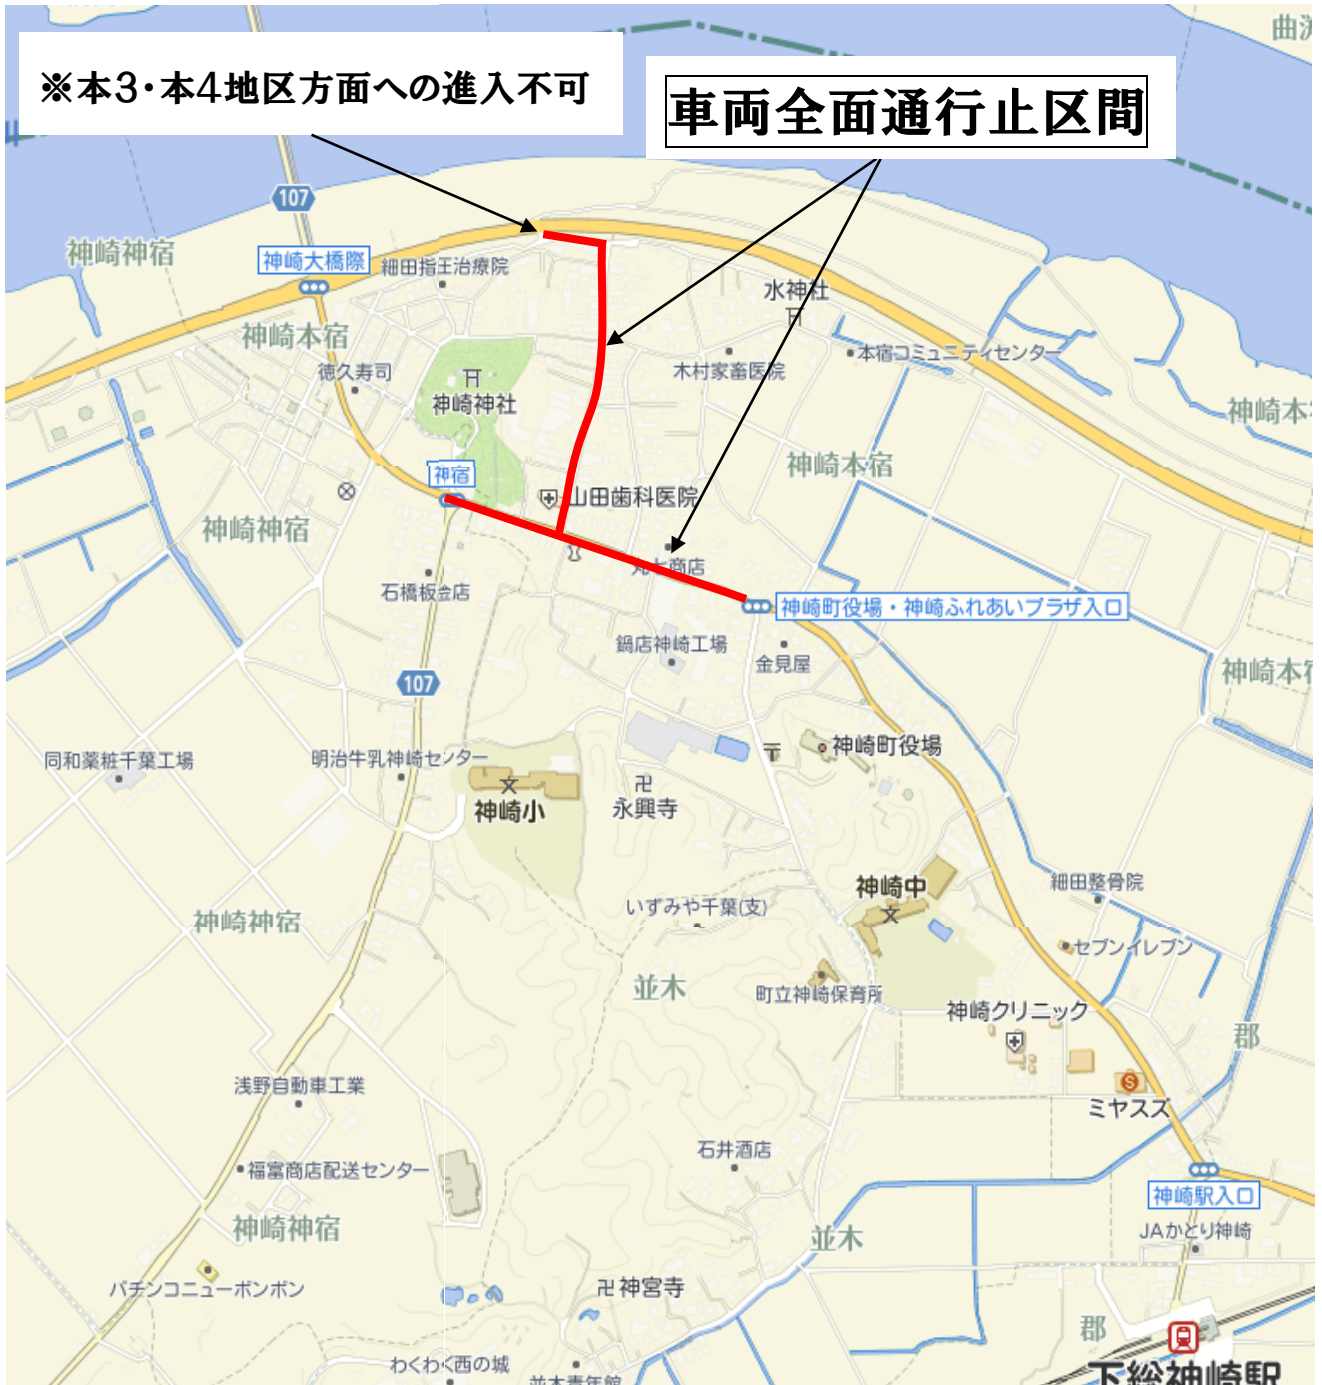 ※本3・本4地区方面への進入不可
車両全面通行止区間
107
神崎神宿
神崎大橋際
細田指圧治療院
水神社
神崎本宿
徳久寿司
神崎神社
木村家畜医院
本宿コミュニティセンター
神崎本
神宿
山田歯科医院
神崎本宿
神崎神宿
石橋板金店
丸七商店
神崎町役場・神崎ふれあいプラザ入口
鍋店神崎工場
金見屋
神崎本宿
107
同和薬粧千葉工場
明治牛乳神崎センター
神崎町役場
神崎小
永興寺
神崎中
細田整骨院
いずみや千葉(支)
神崎神宿
セブンイレブン
並木
町立神崎保育所
神崎クリニック
郡
浅野自動車工業
ミヤスズ
石井酒店
福富商店配送センター
神崎駅入口
神崎神宿
並木
JAかとり神崎
パチンコニューポンポン
神宮寺
郡
わくわく西の城
並木青年館
下総神崎駅